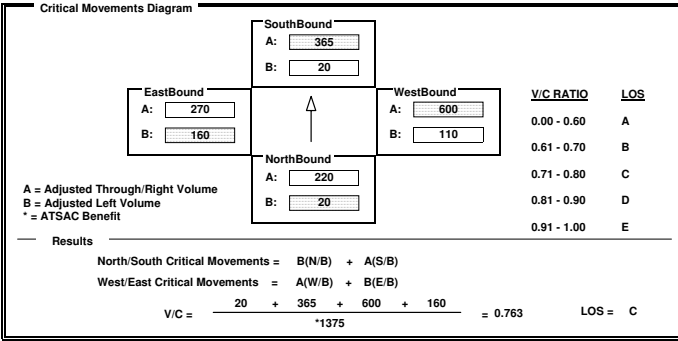 Critical Movements Diagram
SouthBound
A: 365
B: 20
EastBound
A: 270
B: 160
WestBound
A: 600
B: 110
NorthBound
A: 220
B: 20
V/C RATIO LOS
0.00 - 0.60 A
0.61 - 0.70 B
0.71 - 0.80 C
0.81 - 0.90 D
0.91 - 1.00 E
A = Adjusted Through/Right Volume
B = Adjusted Left Volume
* = ATSAC Benefit
Results
North/South Critical Movements = B(N/B) + A(S/B)
West/East Critical Movements = A(W/B) + B(E/B)
20 + 365 + 600 + 160
V/C = = 0.763 LOS = C
*1375